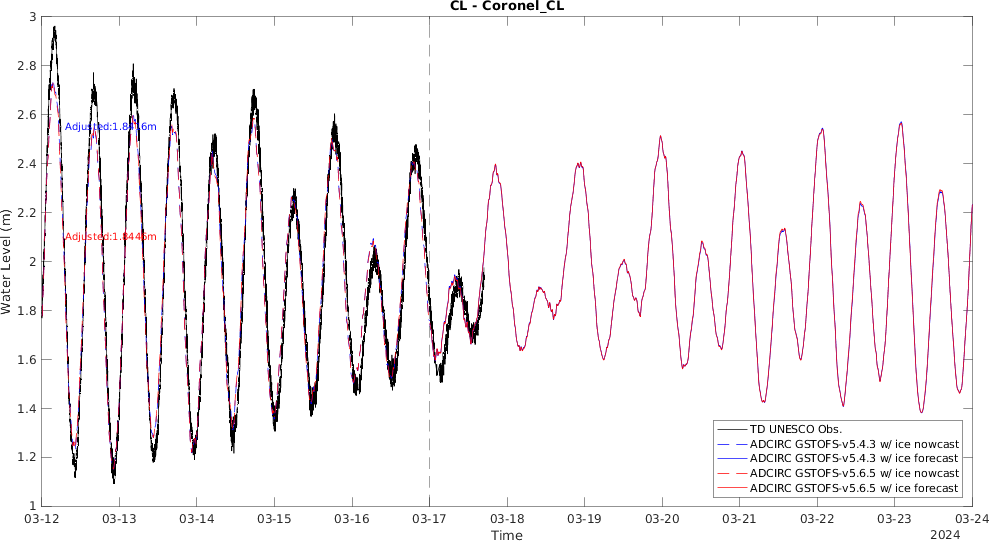 CL - Coronel_CL
3
2.8
2.6
2.4
2.2
2
1.8
1.6
1.4
1.2
1
Water Level (m)
Adjusted:1.8446m
TD UNESCO Obs.
ADCIRC GSTOFS-v5.4.3 w/ ice nowcast
ADCIRC GSTOFS-v5.4.3 w/ ice forecast
ADCIRC GSTOFS-v5.6.5 w/ ice nowcast
ADCIRC GSTOFS-v5.6.5 w/ ice forecast
03-12 03-13 03-14 03-15 03-16 03-17 03-18 03-19 03-20 03-21 03-22 03-23 03-24
Time
2024